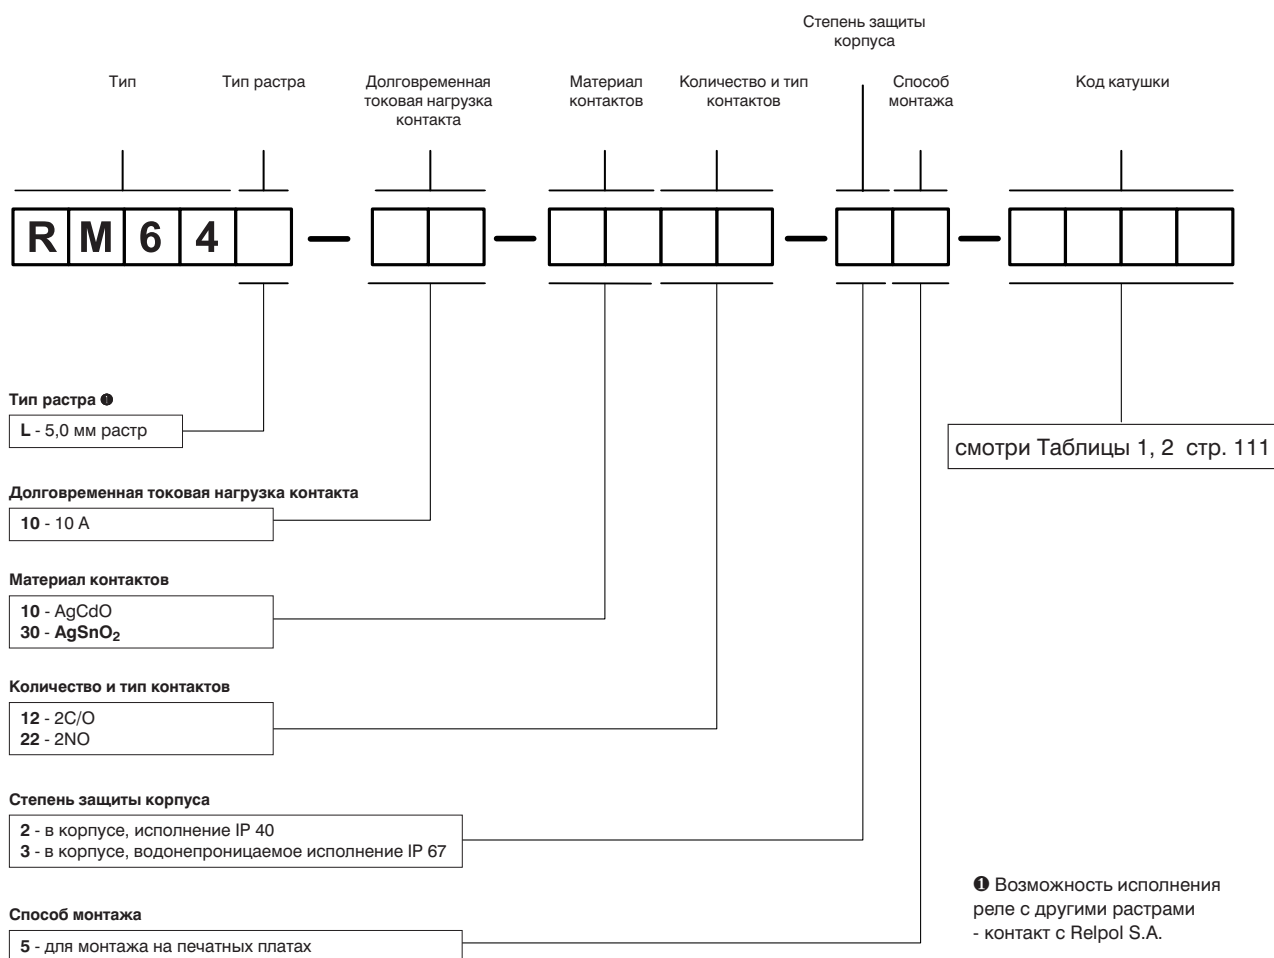 Степень защиты
корпуса
Тип
Тип растра
Долговременная
токовая нагрузка
контакта
Материал
контактов
Количество и тип
контактов
Способ
монтажа
Код катушки
R M 6 4 — — — —
Тип растра ❶
L - 5,0 мм растр
смотри Таблицы 1, 2 стр. 111
Долговременная токовая нагрузка контакта
10 - 10 A
Материал контактов
10 - AgCdO
30 - AgSnO₂
Количество и тип контактов
12 - 2C/O
22 - 2NO
Степень защиты корпуса
2 - в корпусе, исполнение IP 40
3 - в корпусе, водонепроницаемое исполнение IP 67
❶ Возможность исполнения
реле с другими растрами
- контакт с Relpol S.A.
Способ монтажа
5 - для монтажа на печатных платах